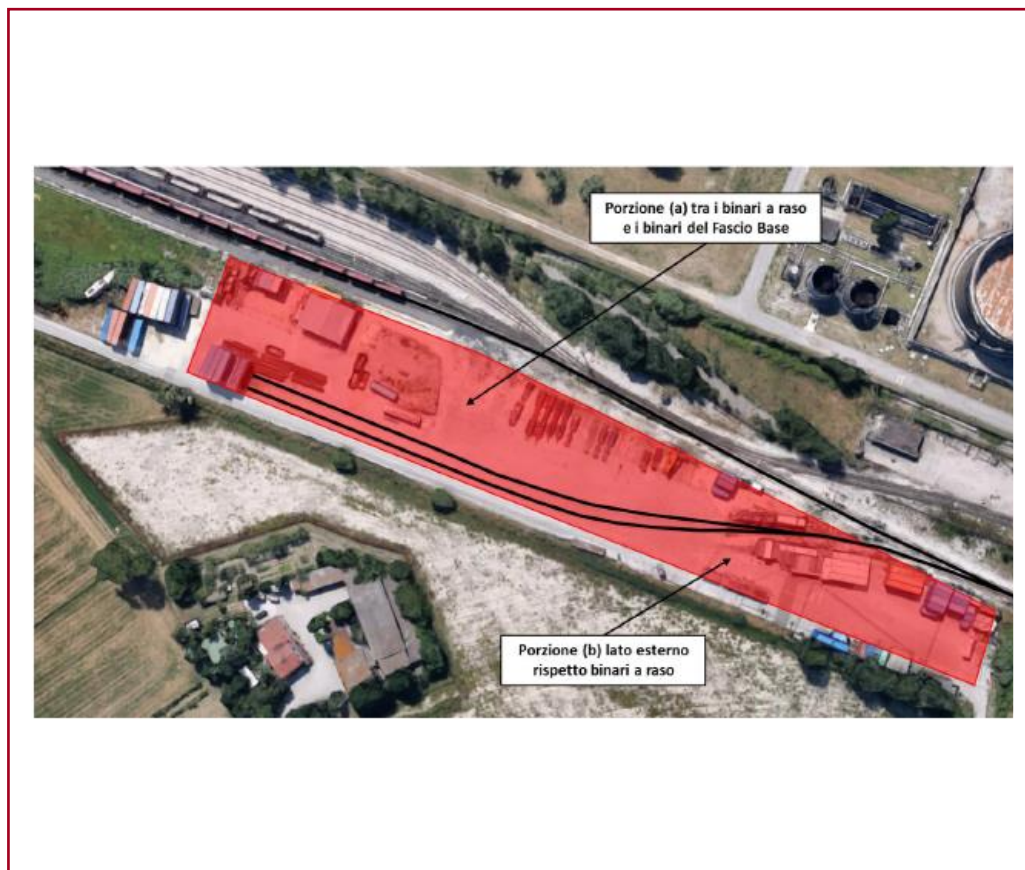 Porzione (a) tra i binari a raso
e i binari del Fascio Base
Porzione (b) lato esterno
rispetto binari a raso